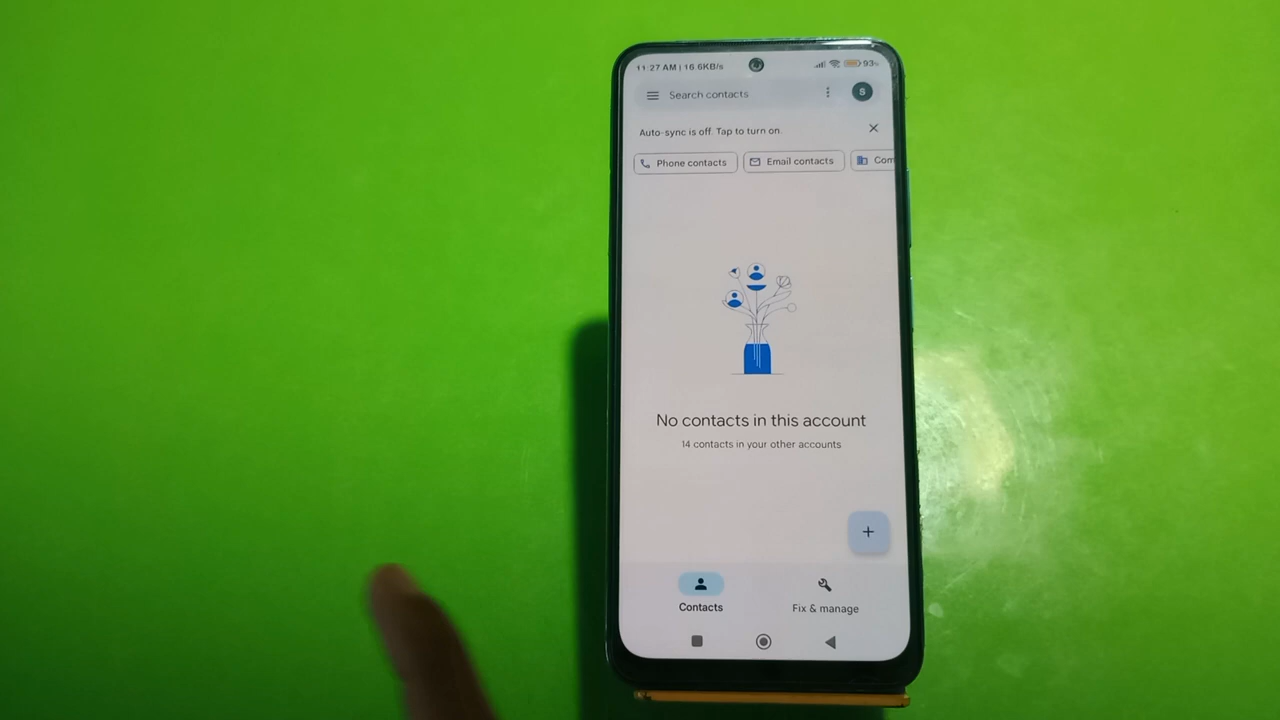 11:27 AM | 16.6KB/s 93%
Search contacts S
Auto-sync is off. Tap to turn on.
Phone contacts Email contacts Com
No contacts in this account
14 contacts in your other accounts
Contacts Fix & manage